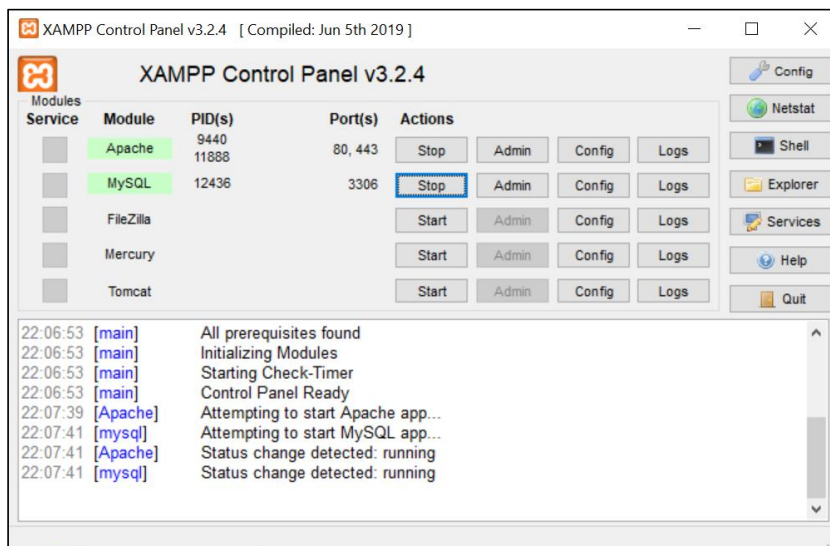 XAMPP Control Panel v3.2.4 [ Compiled: Jun 5th 2019 ]
XAMPP Control Panel v3.2.4
Config
Modules
Service Module PID(s) Port(s) Actions
Netstat
Apache 9440 11888 80, 443 Stop Admin Config Logs
Shell
MySQL 12436 3306 Stop Admin Config Logs
Explorer
FileZilla Start Admin Config Logs
Services
Mercury Start Admin Config Logs
Help
Tomcat Start Admin Config Logs
Quit
22:06:53 [main] All prerequisites found
22:06:53 [main] Initializing Modules
22:06:53 [main] Starting Check-Timer
22:06:53 [main] Control Panel Ready
22:07:39 [Apache] Attempting to start Apache app...
22:07:41 [mysql] Attempting to start MySQL app...
22:07:41 [Apache] Status change detected: running
22:07:41 [mysql] Status change detected: running